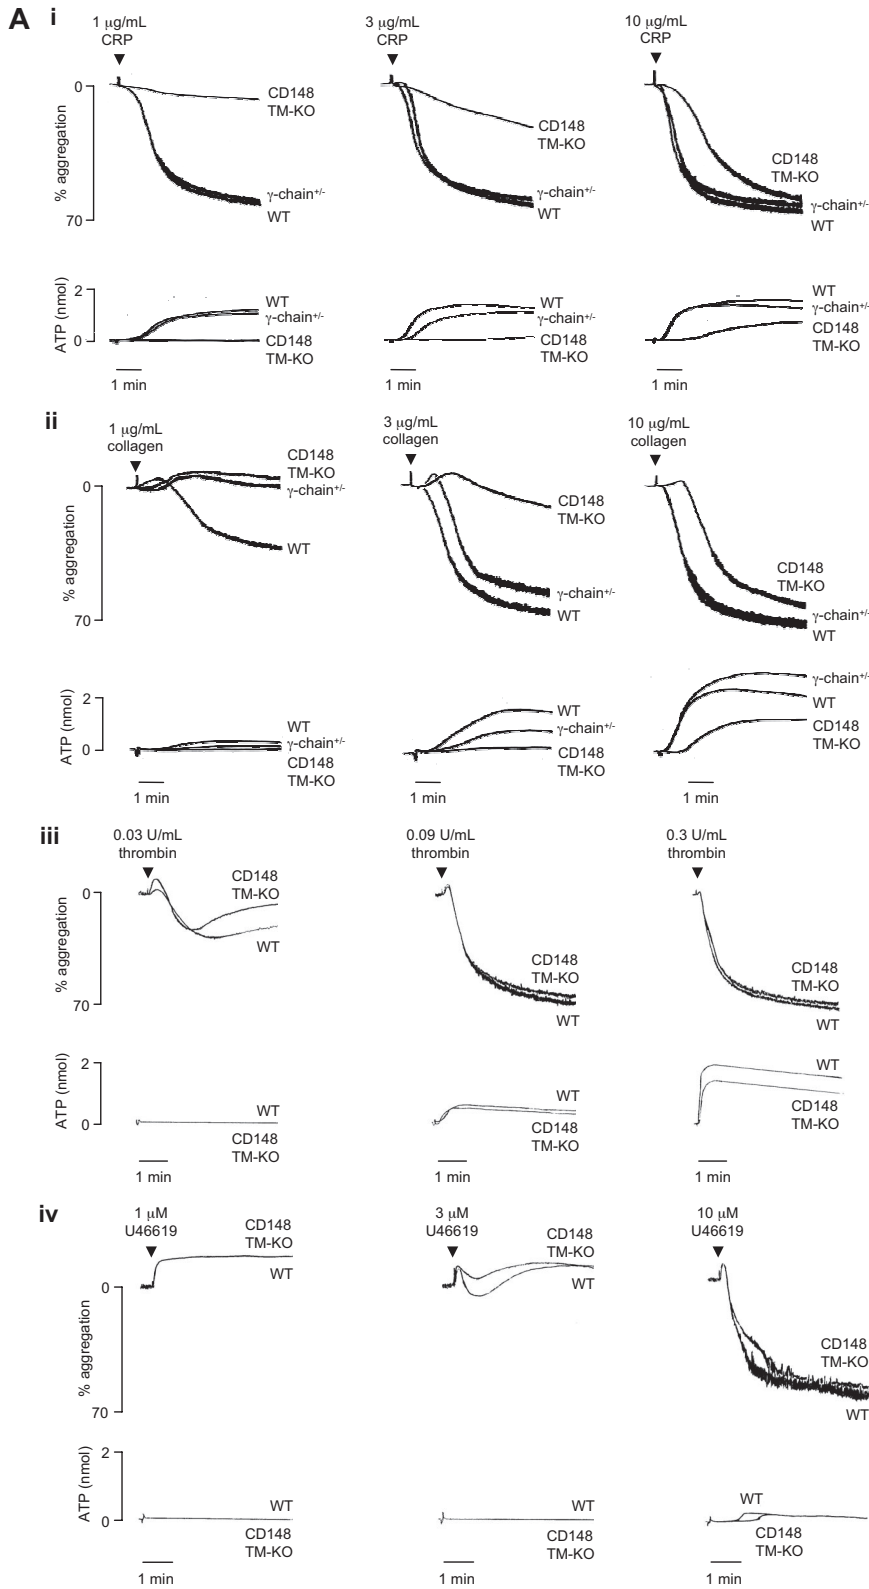 A i
1 μg/mL
CRP
3 μg/mL
CRP
10 μg/mL
CRP
% aggregation
0
70
CD148
TM-KO
γ-chain+/-
WT
CD148
TM-KO
γ-chain+/-
WT
CD148
TM-KO
γ-chain+/-
WT
ATP (nmol)
2
0
WT
γ-chain+/-
CD148
TM-KO
WT
γ-chain+/-
CD148
TM-KO
WT
γ-chain+/-
CD148
TM-KO
1 min
1 min
1 min
ii
1 μg/mL
collagen
3 μg/mL
collagen
10 μg/mL
collagen
% aggregation
0
70
CD148
TM-KO
γ-chain+/-
WT
CD148
TM-KO
γ-chain+/-
WT
CD148
TM-KO
γ-chain+/-
WT
ATP (nmol)
2
0
WT
γ-chain+/-
CD148
TM-KO
WT
γ-chain+/-
CD148
TM-KO
γ-chain+/-
WT
CD148
TM-KO
1 min
1 min
1 min
iii
0.03 U/mL
thrombin
0.09 U/mL
thrombin
0.3 U/mL
thrombin
% aggregation
0
70
CD148
TM-KO
WT
CD148
TM-KO
WT
CD148
TM-KO
WT
ATP (nmol)
2
0
WT
CD148
TM-KO
WT
CD148
TM-KO
WT
CD148
TM-KO
1 min
1 min
1 min
iv
1 μM
U46619
3 μM
U46619
10 μM
U46619
% aggregation
0
70
CD148
TM-KO
WT
CD148
TM-KO
WT
CD148
TM-KO
WT
ATP (nmol)
2
0
WT
CD148
TM-KO
WT
CD148
TM-KO
WT
CD148
TM-KO
1 min
1 min
1 min